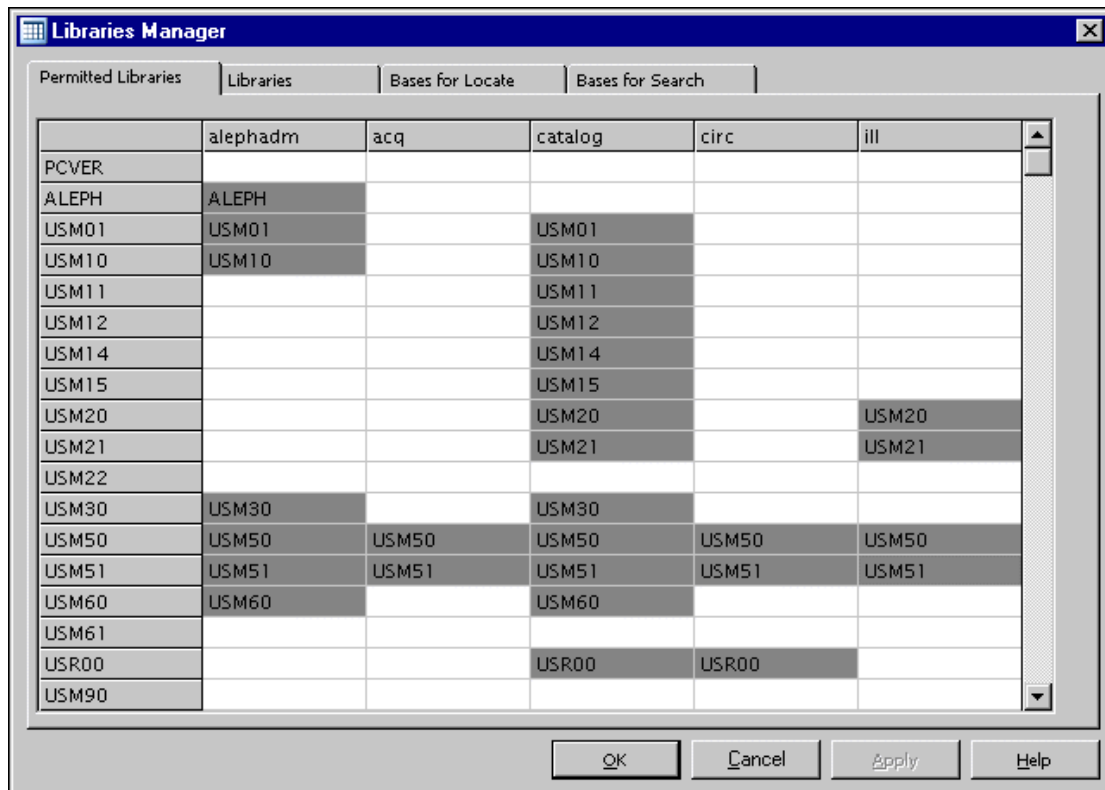 Libraries Manager
Permitted Libraries Libraries Bases for Locate Bases for Search
alephadm acq catalog circ ill
PCVER
ALEPH ALEPH
USM01 USM01 USM01
USM10 USM10 USM10
USM11 USM11
USM12 USM12
USM14 USM14
USM15 USM15
USM20 USM20 USM20
USM21 USM21 USM21
USM22
USM30 USM30 USM30
USM50 USM50 USM50 USM50 USM50 USM50
USM51 USM51 USM51 USM51 USM51 USM51
USM60 USM60 USM60
USM61
USR00 USR00 USR00
USM90
OK Cancel Apply Help